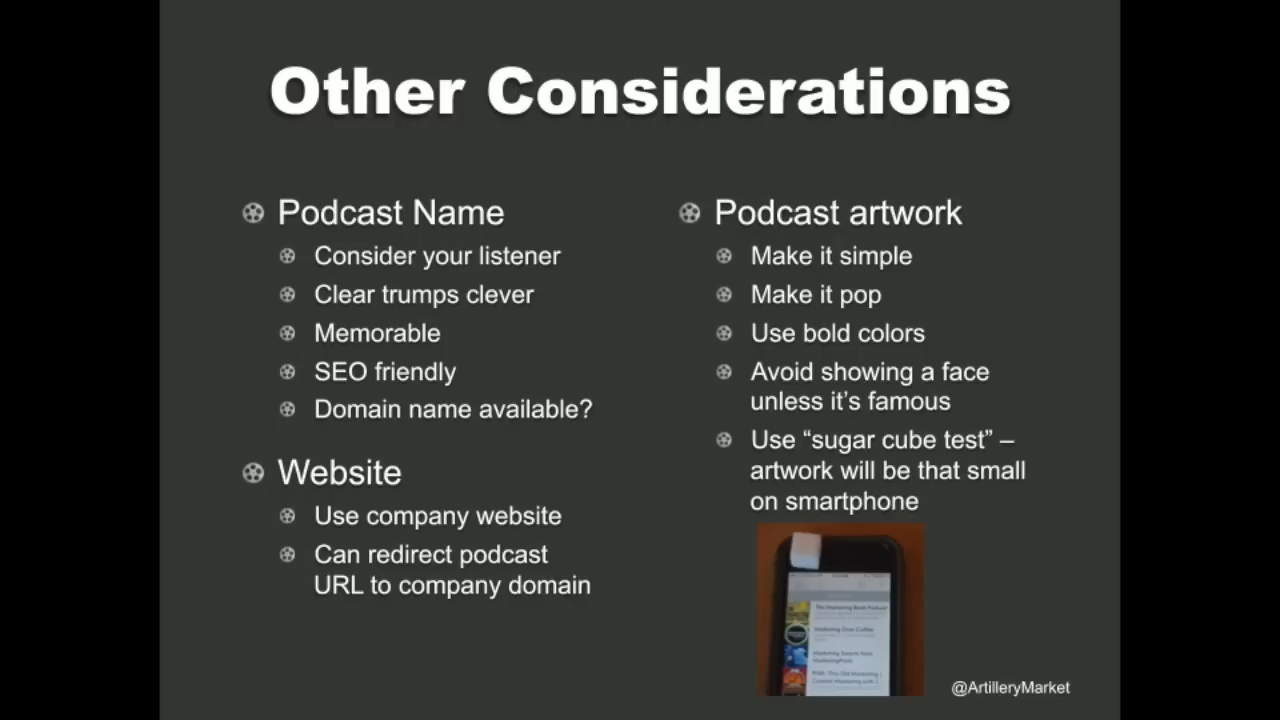 Other Considerations
Podcast Name
Consider your listener
Clear trumps clever
Memorable
SEO friendly
Domain name available?
Website
Use company website
Can redirect podcast
URL to company domain
Podcast artwork
Make it simple
Make it pop
Use bold colors
Avoid showing a face
unless it’s famous
Use “sugar cube test” –
artwork will be that small
on smartphone
The Marketing Book Podcast
Marketing Over Coffee
@ArtilleryMarket